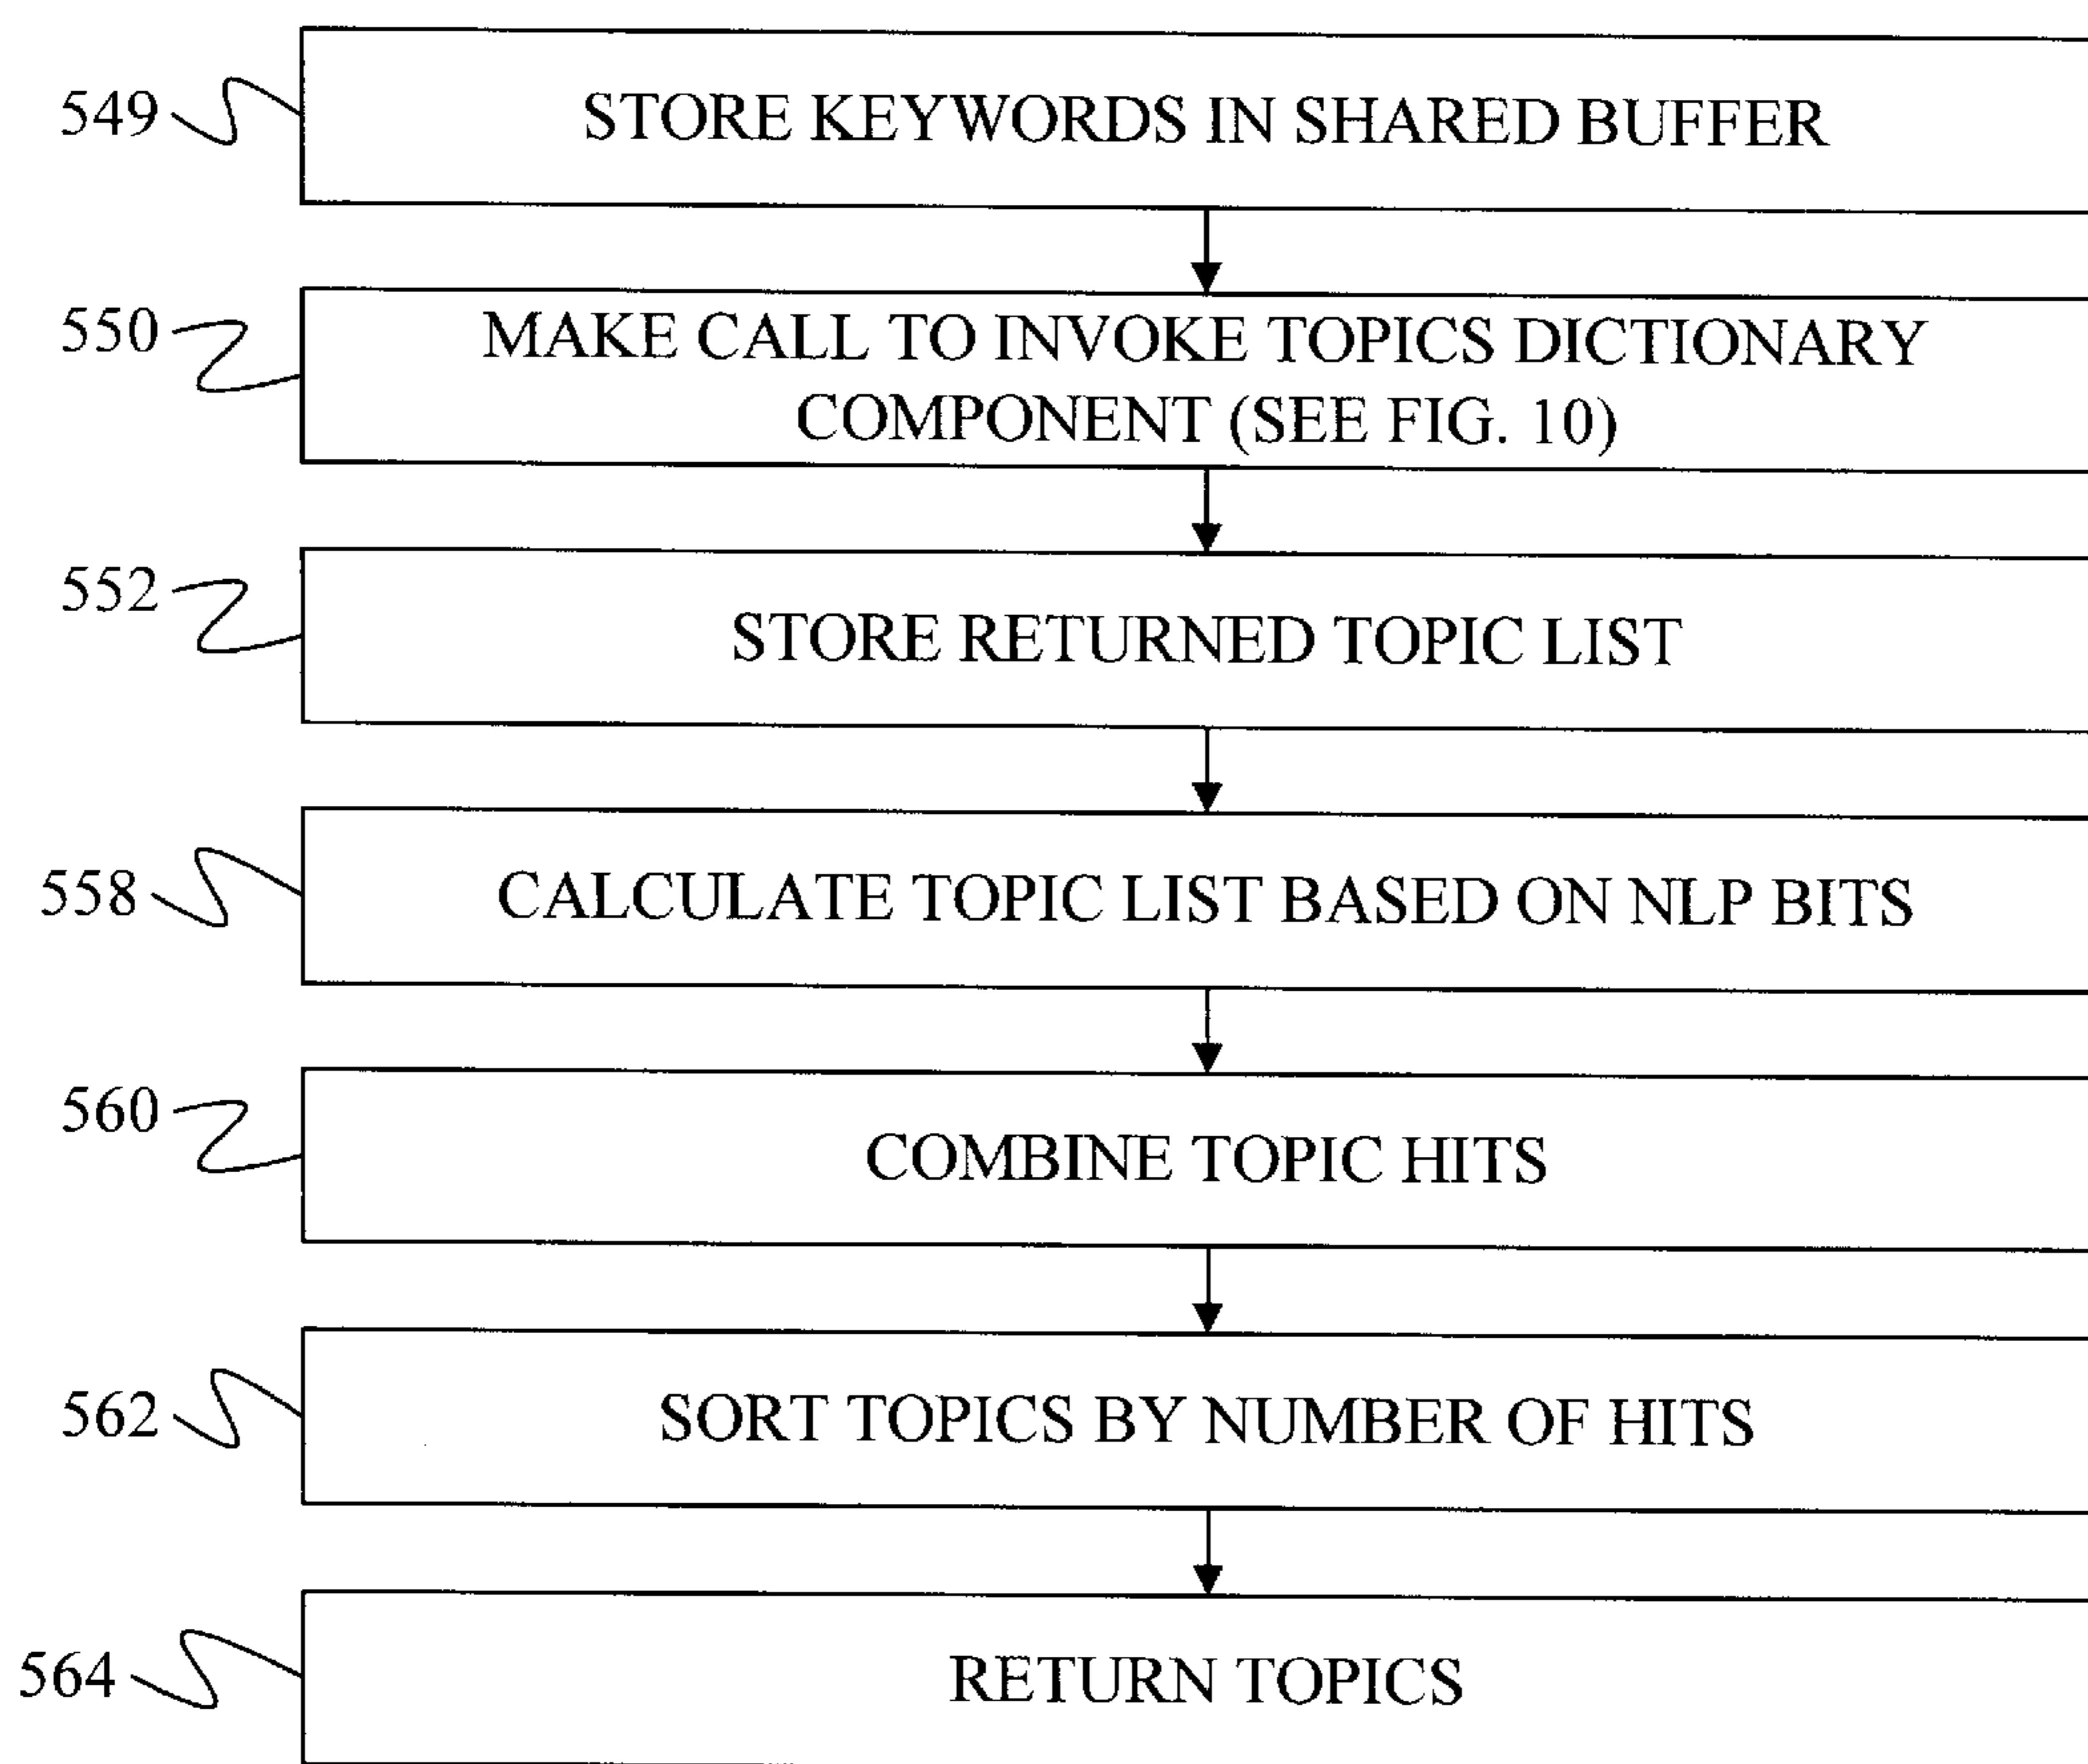 549
STORE KEYWORDS IN SHARED BUFFER
550
MAKE CALL TO INVOKE TOPICS DICTIONARY
COMPONENT (SEE FIG. 10)
552
STORE RETURNED TOPIC LIST
558
CALCULATE TOPIC LIST BASED ON NLP BITS
560
COMBINE TOPIC HITS
562
SORT TOPICS BY NUMBER OF HITS
564
RETURN TOPICS